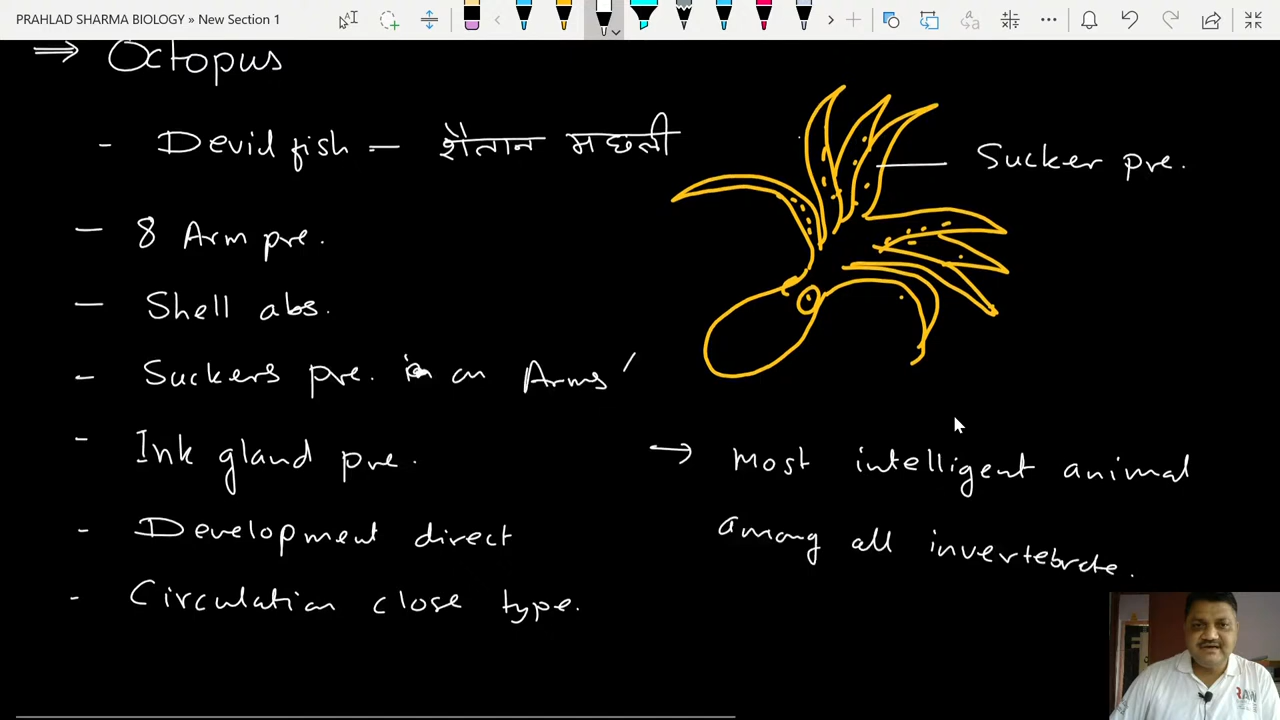 PRAHLAD SHARMA BIOLOGY » New Section 1
⇒ Octopus
- Devil fish – शैतान मछली
- 8 Arm pre.
- Shell abs.
- Suckers pre. in on Arms
- Ink gland pre.
- Development direct
- Circulation close type.
Sucker pre.
→ Most intelligent animal
among all invertebrate.